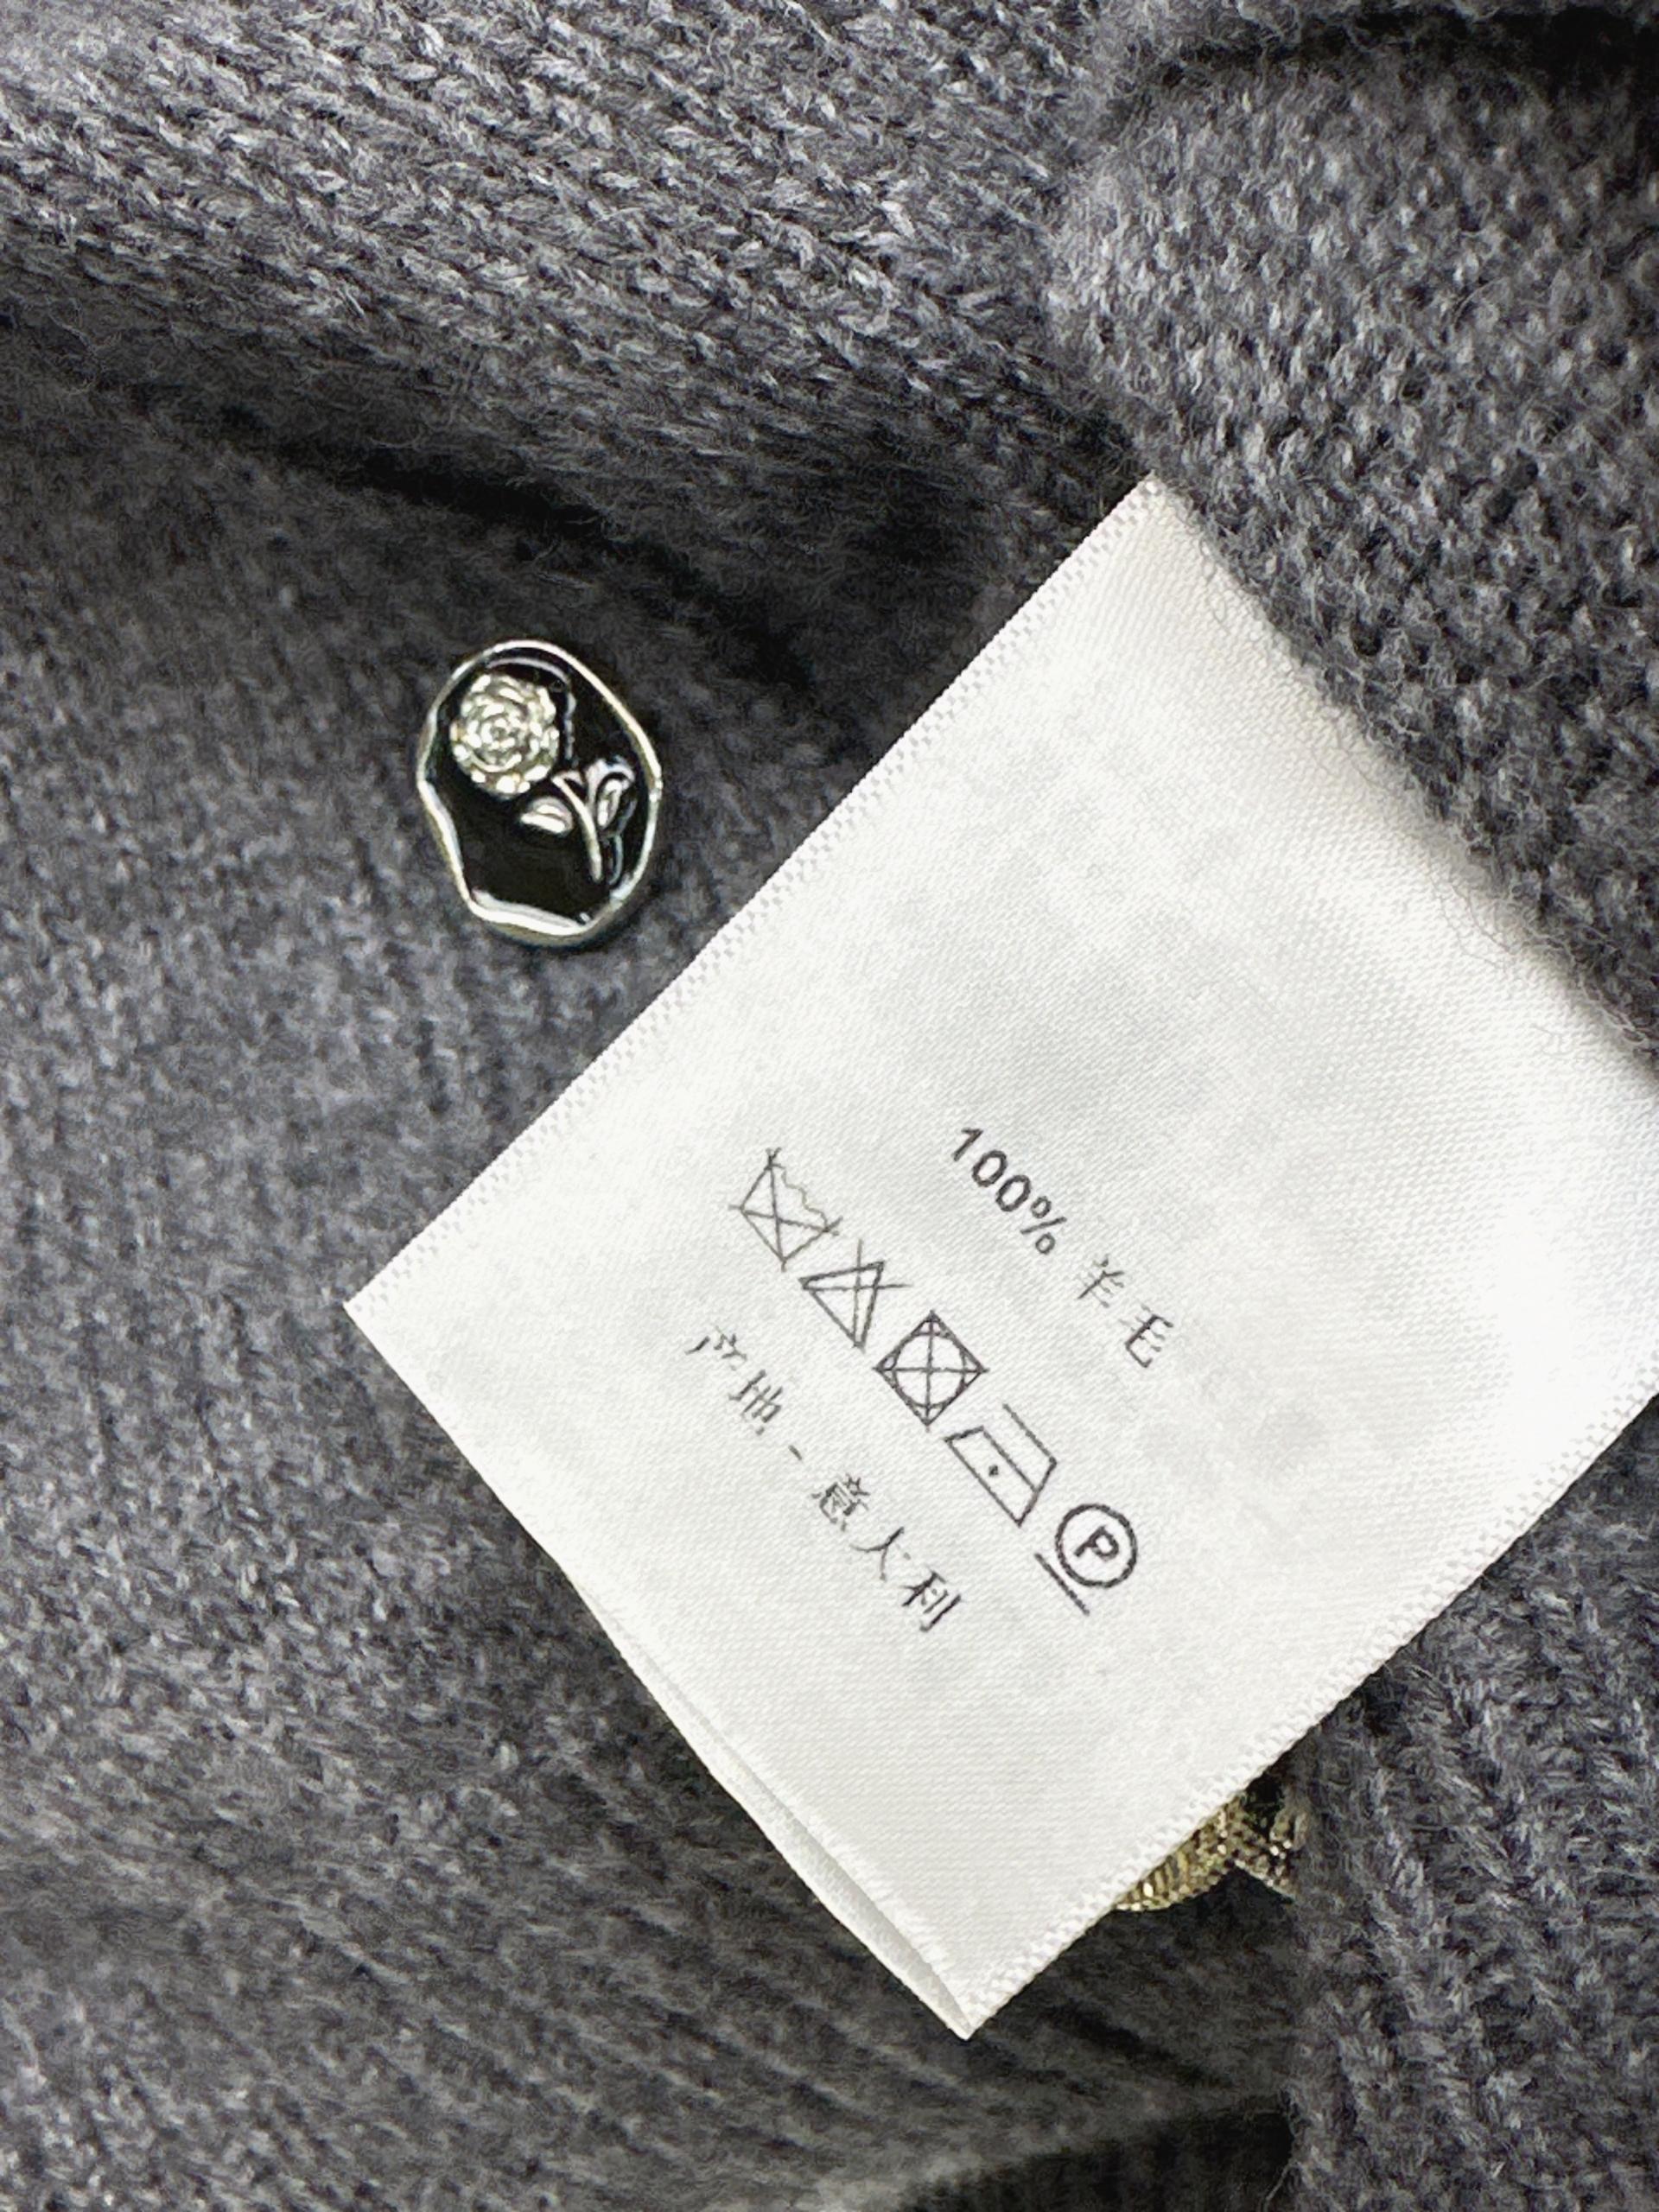 100% 羊毛
P
产地 - 意大利